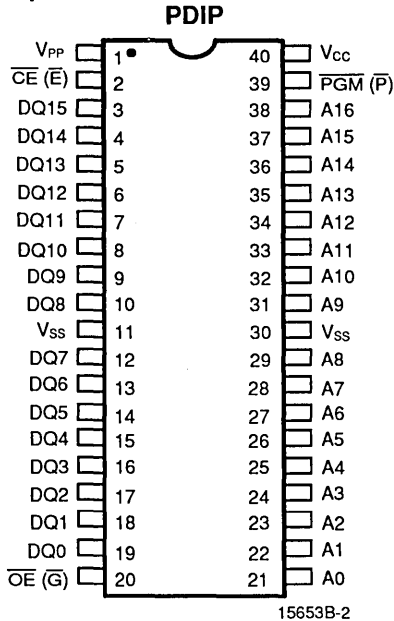 PDIP
VPP 1 40 VCC
CE (E) 2 39 PGM (P)
DQ15 3 38 A16
DQ14 4 37 A15
DQ13 5 36 A14
DQ12 6 35 A13
DQ11 7 34 A12
DQ10 8 33 A11
DQ9 9 32 A10
DQ8 10 31 A9
VSS 11 30 VSS
DQ7 12 29 A8
DQ6 13 28 A7
DQ5 14 27 A6
DQ4 15 26 A5
DQ3 16 25 A4
DQ2 17 24 A3
DQ1 18 23 A2
DQ0 19 22 A1
OE (G) 20 21 A0
15653B-2